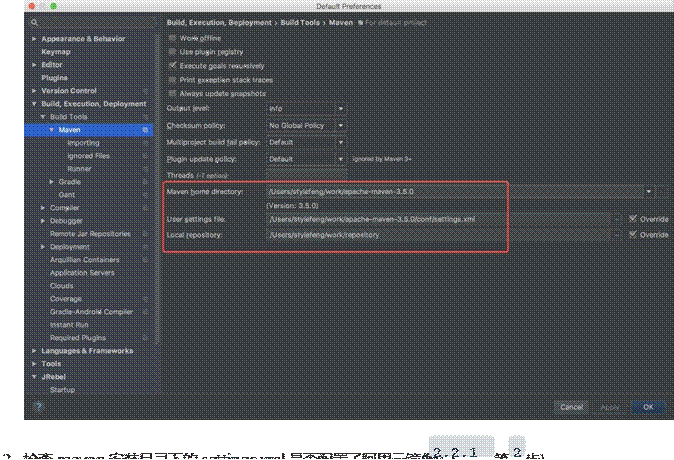 Default Preferences
Build, Execution, Deployment › Build Tools › Maven For default project
Appearance & Behavior
Keymap
Editor
Plugins
Version Control
Build, Execution, Deployment
Build Tools
Maven
Importing
Ignored Files
Runner
Gradle
Gant
Compiler
Debugger
Remote Jar Repositories
Deployment
Arquillian Containers
Application Servers
Clouds
Coverage
Gradle-Android Compiler
Instant Run
Required Plugins
Languages & Frameworks
Tools
JRebel
Startup
Work offline
Use plugin registry
Execute goals recursively
Print exception stack traces
Always update snapshots
Output level: Info
Checksum policy: No Global Policy
Multiproject build fail policy: Default
Plugin update policy: Default Ignored by Maven 3+
Threads (-T option):
Maven home directory: /Users/stylefeng/work/apache-maven-3.5.0
(Version: 3.5.0)
User settings file: /Users/stylefeng/work/apache-maven-3.5.0/conf/settings.xml Override
Local repository: /Users/stylefeng/work/repository Override
? Cancel Apply OK
maven 安装目录下的 settings.xml 是否配置了阿里云镜像 2.2.1 第 2 步)